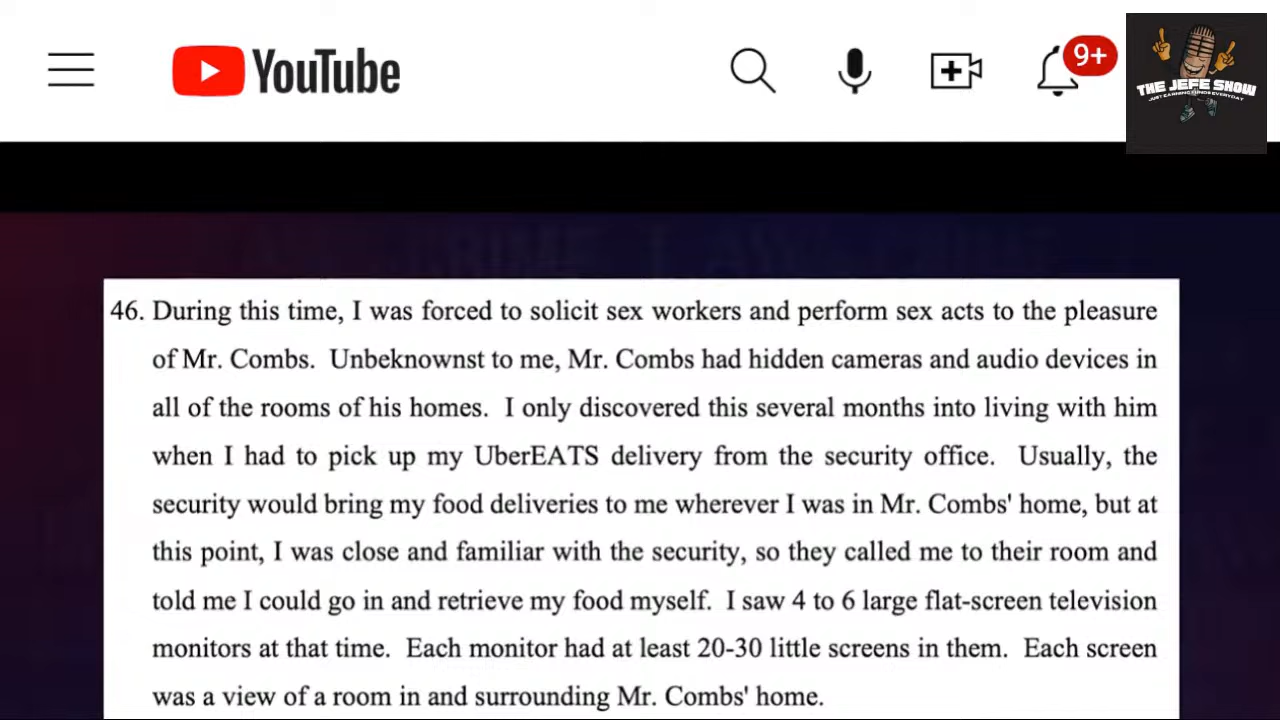 YouTube
9+
THE JEFE SHOW
46. During this time, I was forced to solicit sex workers and perform sex acts to the pleasure
of Mr. Combs.  Unbeknownst to me, Mr. Combs had hidden cameras and audio devices in
all of the rooms of his homes.  I only discovered this several months into living with him
when I had to pick up my UberEATS delivery from the security office.  Usually, the
security would bring my food deliveries to me wherever I was in Mr. Combs' home, but at
this point, I was close and familiar with the security, so they called me to their room and
told me I could go in and retrieve my food myself.  I saw 4 to 6 large flat-screen television
monitors at that time.  Each monitor had at least 20-30 little screens in them.  Each screen
was a view of a room in and surrounding Mr. Combs' home.